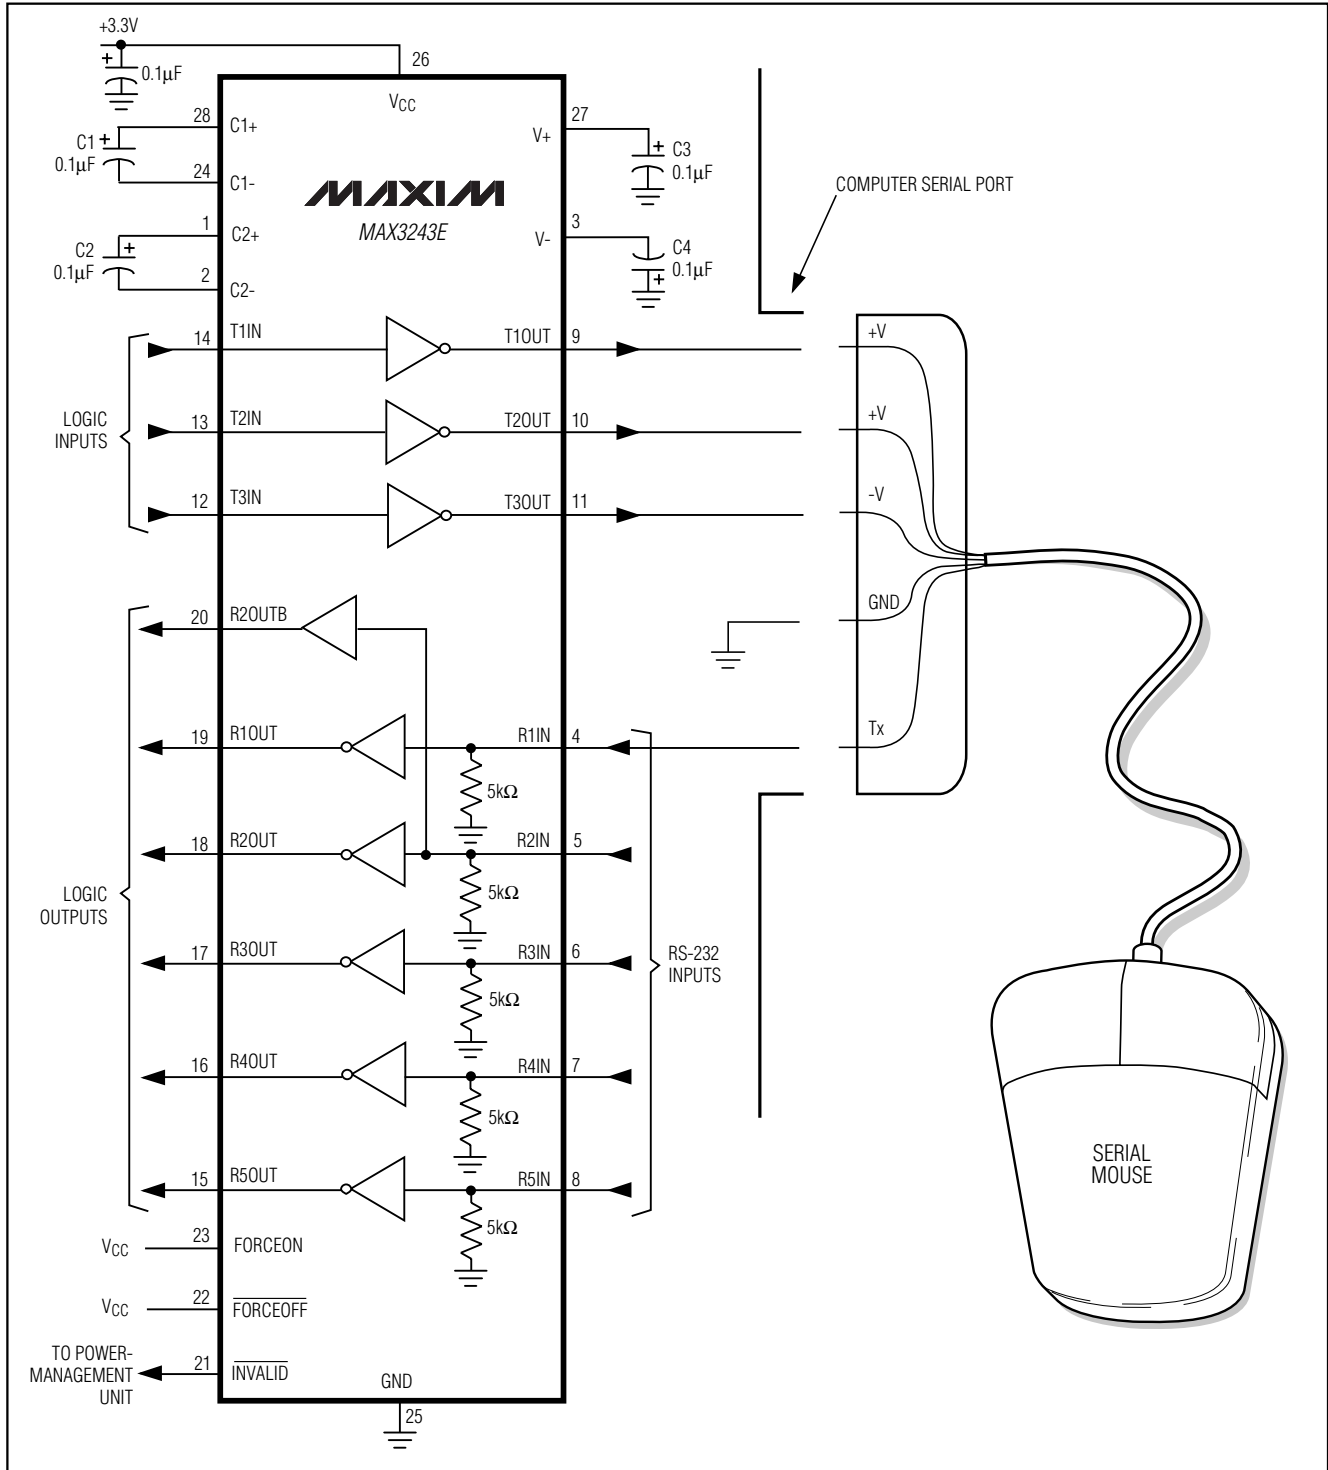 +3.3V
0.1µF
26
VCC
28
C1+
C1
0.1µF
24
C1-
1
C2+
C2
0.1µF
2
C2-
MAXIM
MAX3243E
27
V+
C3
0.1µF
3
V-
C4
0.1µF
COMPUTER SERIAL PORT
LOGIC
INPUTS
14
T1IN
T1OUT
9
+V
13
T2IN
T2OUT
10
+V
12
T3IN
T3OUT
11
-V
GND
Tx
LOGIC
OUTPUTS
20
R2OUTB
19
R1OUT
R1IN
4
5kΩ
18
R2OUT
R2IN
5
5kΩ
17
R3OUT
R3IN
6
5kΩ
16
R4OUT
R4IN
7
5kΩ
15
R5OUT
R5IN
8
5kΩ
RS-232
INPUTS
VCC
23
FORCEON
VCC
22
FORCEOFF
TO POWER-
MANAGEMENT
UNIT
21
INVALID
GND
25
SERIAL
MOUSE